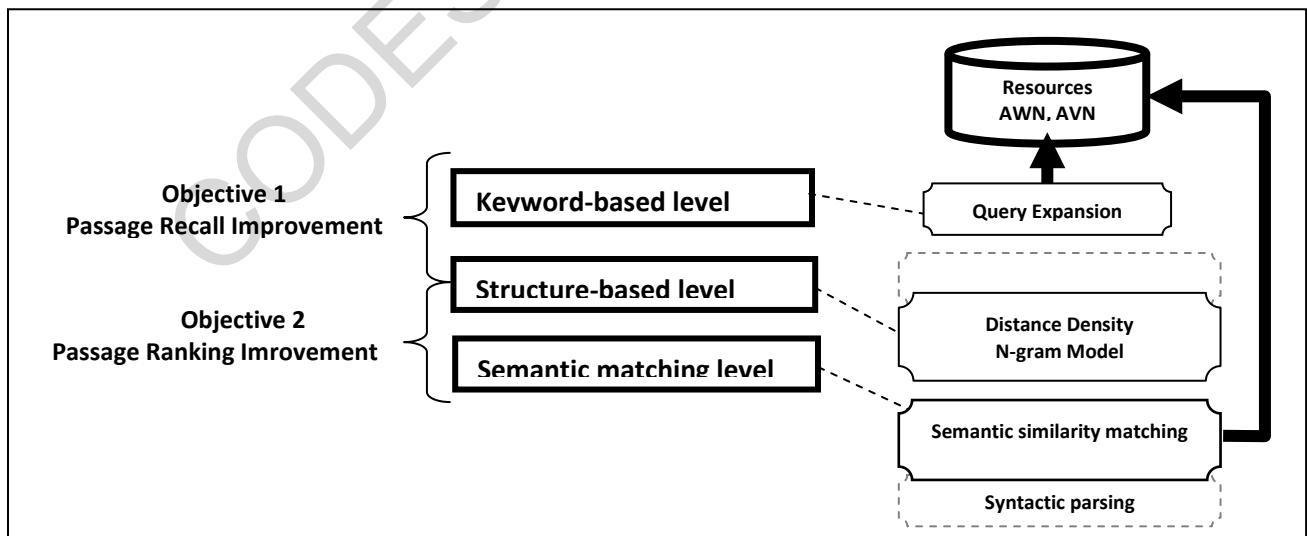 CODES
Resources
AWN, AVN
Objective 1
Passage Recall Improvement
Keyword-based level
Query Expansion
Structure-based level
Objective 2
Passage Ranking Imrovement
Distance Density
N-gram Model
Semantic matching level
Semantic similarity matching
Syntactic parsing